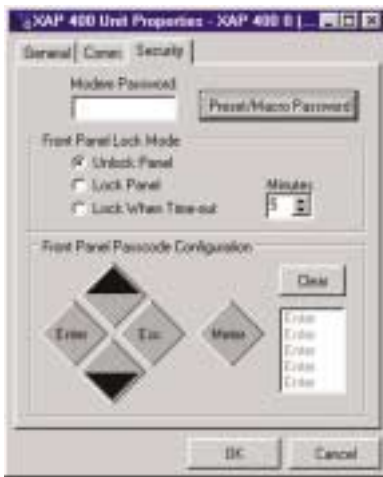 XAP 400 Unit Properties - XAP 400 0 | ...
General Comm Security
Modem Password
Preset/Macro Password
Front Panel Lock Mode
Unlock Panel
Lock Panel
Minutes
Lock When Time-out
5
Front Panel Passcode Configuration
Clear
Enter
Esc
Menu
Enter
Enter
Enter
Enter
Enter
OK
Cancel